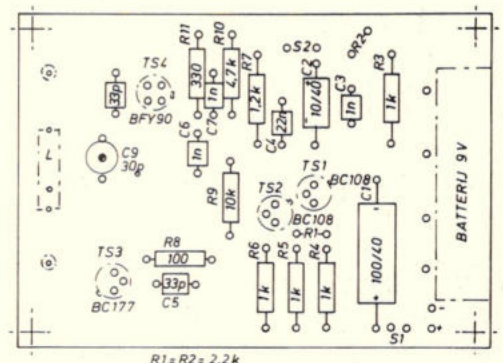 R11
R10
TS4
330
4,7k
R7
S2
R2
R3
C2
C3
33p
1n
1,2k
10/40
1n
1k
BFY90
C7
C6
22n
C4
L
C9
30p
1n
TS1
BC108
TS2
C1
R9
10k
BC108
R1
BATTERIJ 9V
TS3
R8
100
R6
R5
R4
100/40
33p
C5
1k
1k
1k
BC177
S1
R1=R2= 2,2k